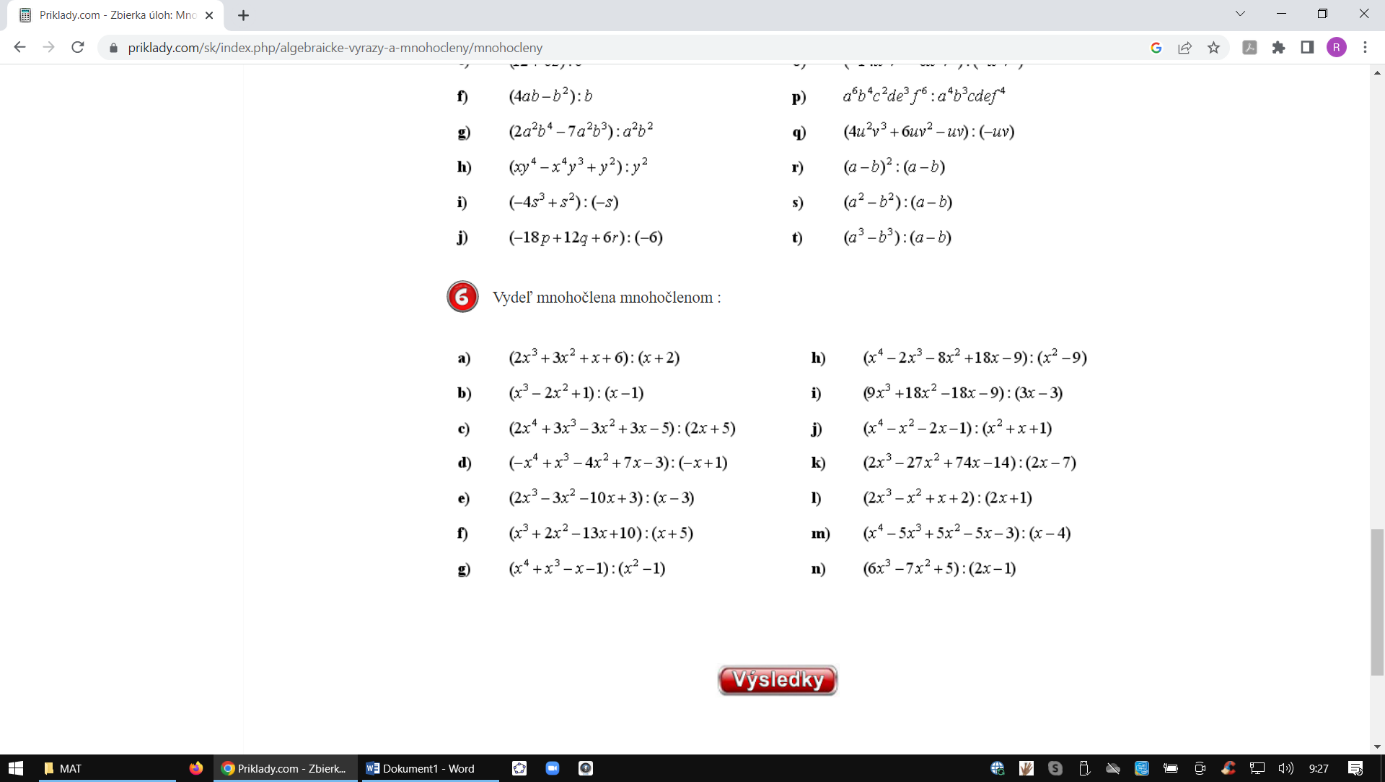 Priklady.com - Zbierka úloh: Mno
priklady.com/sk/index.php/algebraicke-vyrazy-a-mnohocleny/mnohocleny
R
f) (4ab – b²) : b
p) a⁶b⁴c²de³f⁶ : a⁴b³cdef⁴
g) (2a²b⁴ – 7a²b³) : a²b²
q) (4u²v³ + 6uv² – uv) : (–uv)
h) (xy⁴ – x⁴y³ + y²) : y²
r) (a – b)² : (a – b)
i) (–4s³ + s²) : (–s)
s) (a² – b²) : (a – b)
j) (–18p + 12q + 6r) : (–6)
t) (a³ – b³) : (a – b)
6 Vydeľ mnohočlena mnohočlenom :
a) (2x³ + 3x² + x + 6) : (x + 2)
h) (x⁴ – 2x³ – 8x² + 18x – 9) : (x² – 9)
b) (x³ – 2x² + 1) : (x – 1)
i) (9x³ + 18x² – 18x – 9) : (3x – 3)
c) (2x⁴ + 3x³ – 3x² + 3x – 5) : (2x + 5)
j) (x⁴ – x² – 2x – 1) : (x² + x + 1)
d) (–x⁴ + x³ – 4x² + 7x – 3) : (–x + 1)
k) (2x³ – 27x² + 74x – 14) : (2x – 7)
e) (2x³ – 3x² – 10x + 3) : (x – 3)
l) (2x³ – x² + x + 2) : (2x + 1)
f) (x³ + 2x² – 13x + 10) : (x + 5)
m) (x⁴ – 5x³ + 5x² – 5x – 3) : (x – 4)
g) (x⁴ + x³ – x – 1) : (x² – 1)
n) (6x³ – 7x² + 5) : (2x – 1)
Výsledky
MAT
Priklady.com - Zbierk...
Dokument1 - Word
9:27